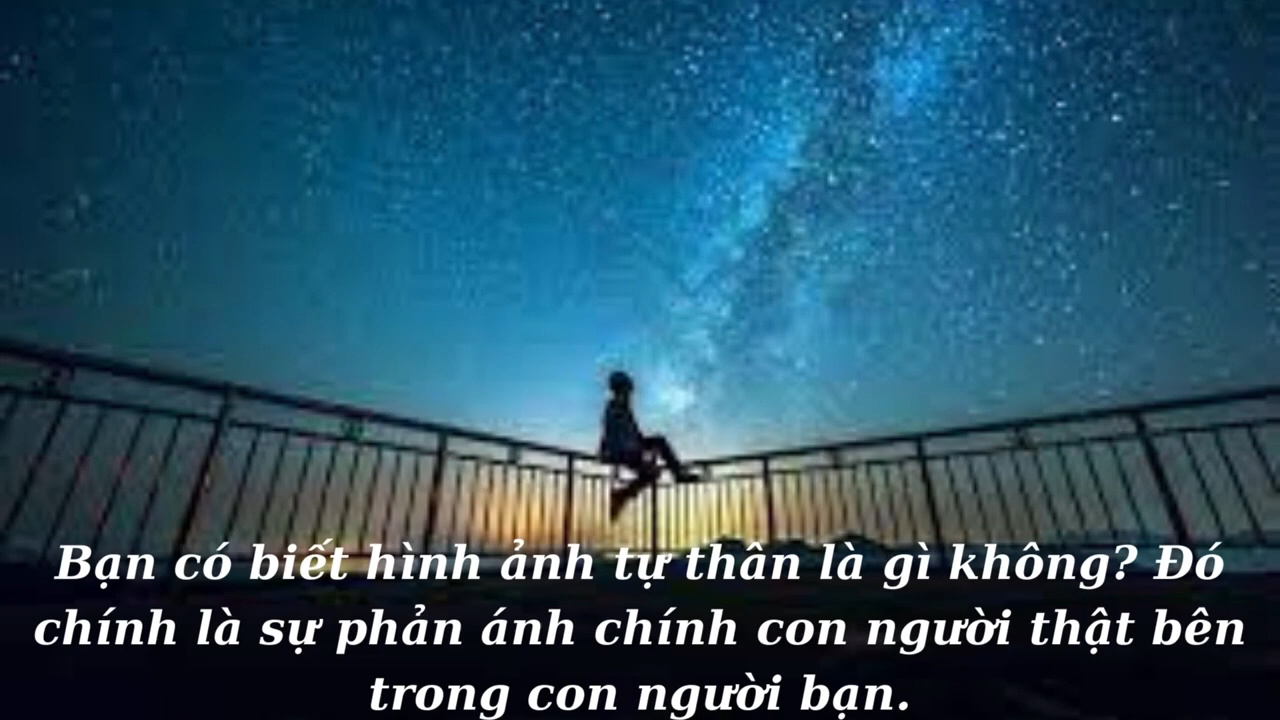 Bạn có biết hình ảnh tự thân là gì không? Đó
chính là sự phản ánh chính con người thật bên
trong con người bạn.